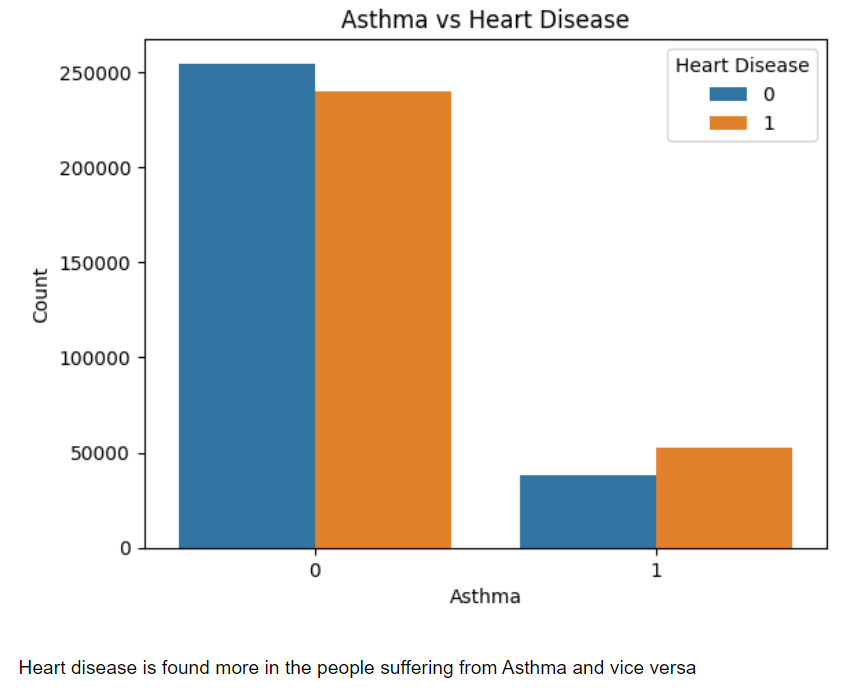 Asthma vs Heart Disease
Heart Disease
0
1
250000
200000
150000
100000
50000
0
Count
0
1
Asthma
Heart disease is found more in the people suffering from Asthma and vice versa